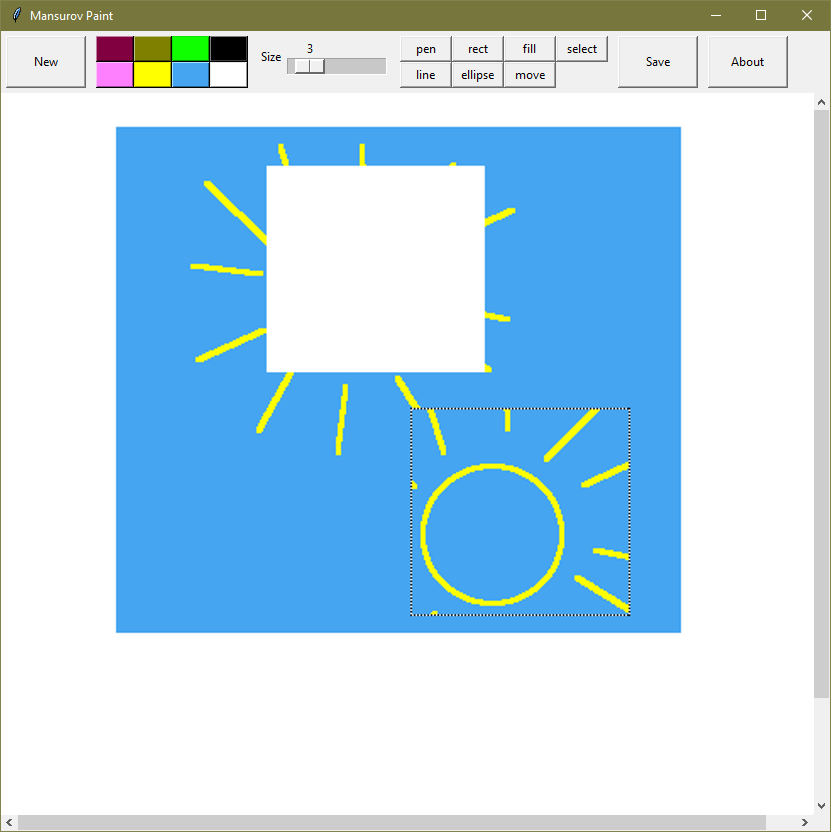 Mansurov Paint
New
Size
3
pen rect fill select
line ellipse move
Save
About